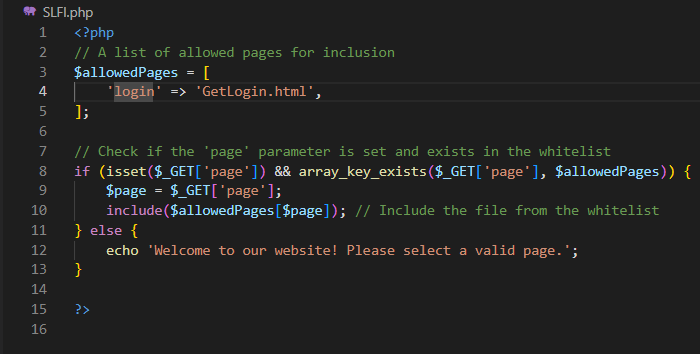 SLFI.php
1 <?php
2 // A list of allowed pages for inclusion
3 $allowedPages = [
4     'login' => 'GetLogin.html',
5 ];
6
7 // Check if the 'page' parameter is set and exists in the whitelist
8 if (isset($_GET['page']) && array_key_exists($_GET['page'], $allowedPages)) {
9     $page = $_GET['page'];
10     include($allowedPages[$page]); // Include the file from the whitelist
11 } else {
12     echo 'Welcome to our website! Please select a valid page.';
13 }
14
15 ?>
16